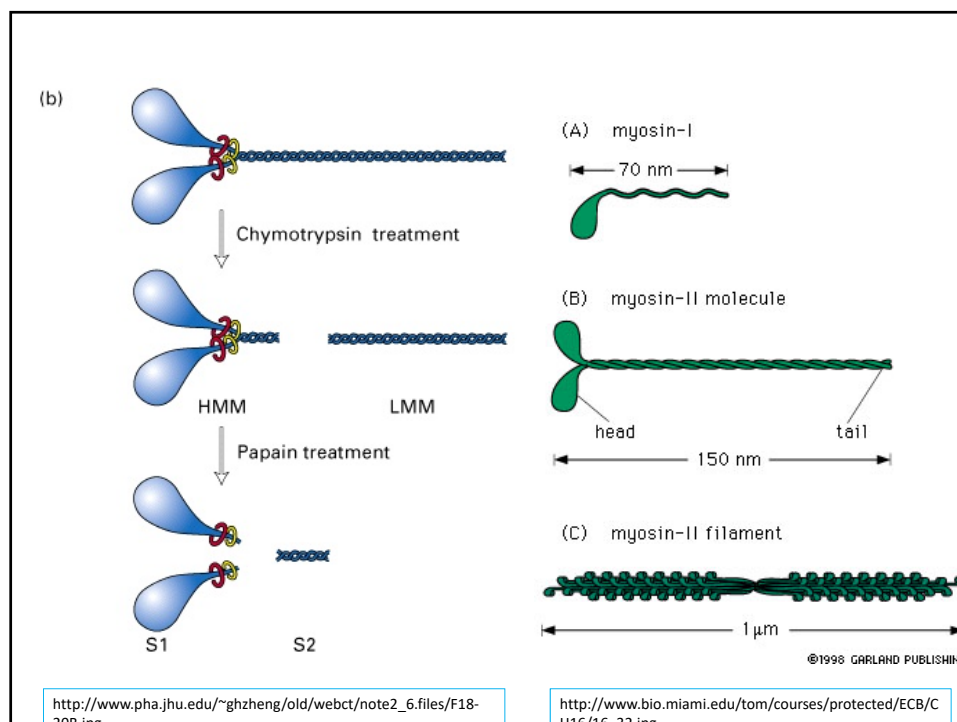 (b)
Chymotrypsin treatment
HMM
LMM
Papain treatment
S1
S2
(A) myosin-I
70 nm
(B) myosin-II molecule
head
tail
150 nm
(C) myosin-II filament
1 μm
©1998 GARLAND PUBLISHIN
http://www.pha.jhu.edu/~ghzheng/old/webct/note2_6.files/F18-
http://www.bio.miami.edu/tom/courses/protected/ECB/C